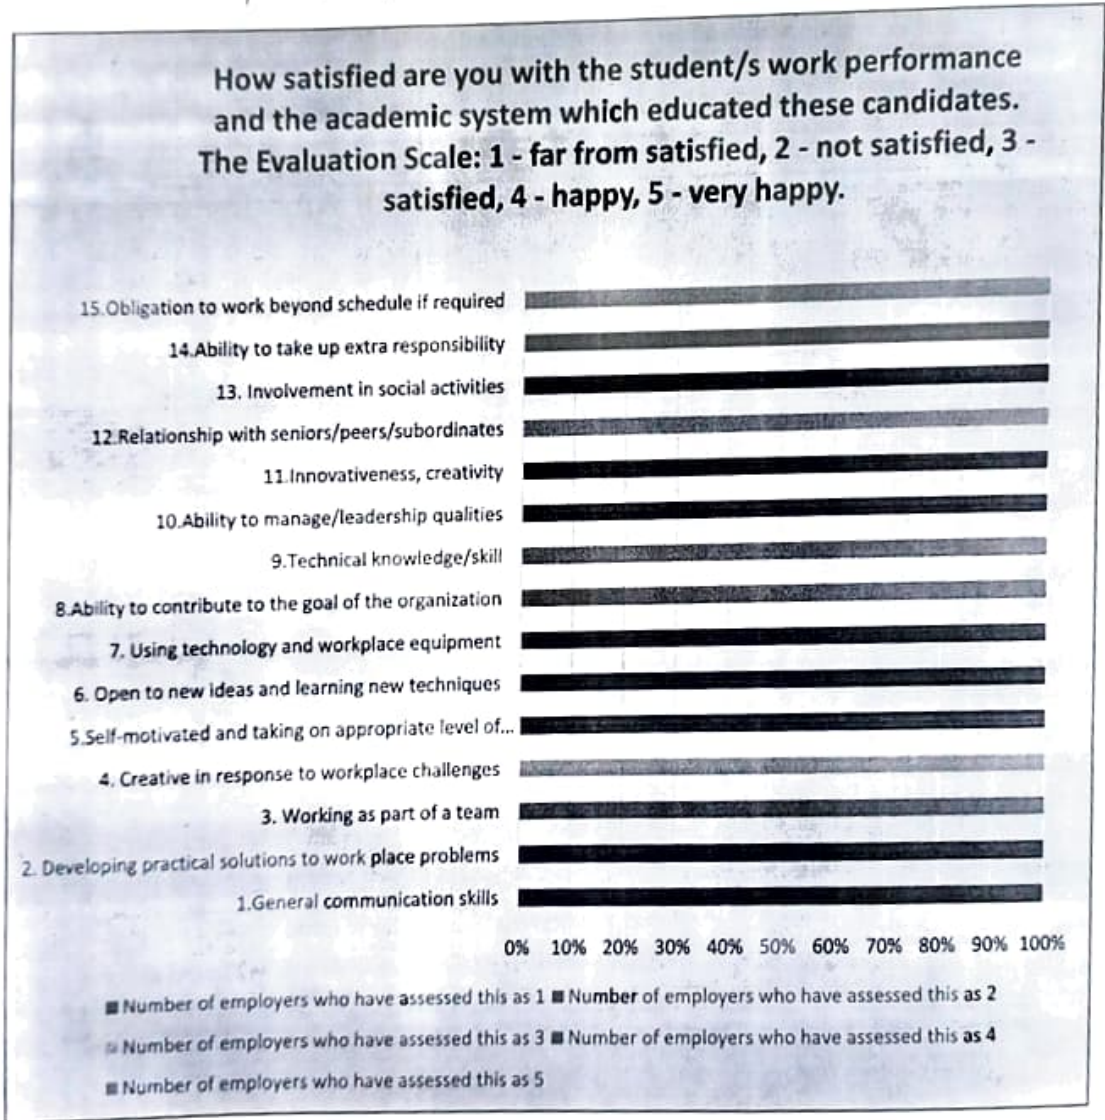 How satisfied are you with the student/s work performance
and the academic system which educated these candidates.
The Evaluation Scale: 1 - far from satisfied, 2 - not satisfied, 3 -
satisfied, 4 - happy, 5 - very happy.
15.Obligation to work beyond schedule if required
14.Ability to take up extra responsibility
13. Involvement in social activities
12.Relationship with seniors/peers/subordinates
11.Innovativeness, creativity
10.Ability to manage/leadership qualities
9.Technical knowledge/skill
8.Ability to contribute to the goal of the organization
7. Using technology and workplace equipment
6. Open to new ideas and learning new techniques
5.Self-motivated and taking on appropriate level of...
4. Creative in response to workplace challenges
3. Working as part of a team
2. Developing practical solutions to work place problems
1.General communication skills
0% 10% 20% 30% 40% 50% 60% 70% 80% 90% 100%
Number of employers who have assessed this as 1 Number of employers who have assessed this as 2
Number of employers who have assessed this as 3 Number of employers who have assessed this as 4
Number of employers who have assessed this as 5